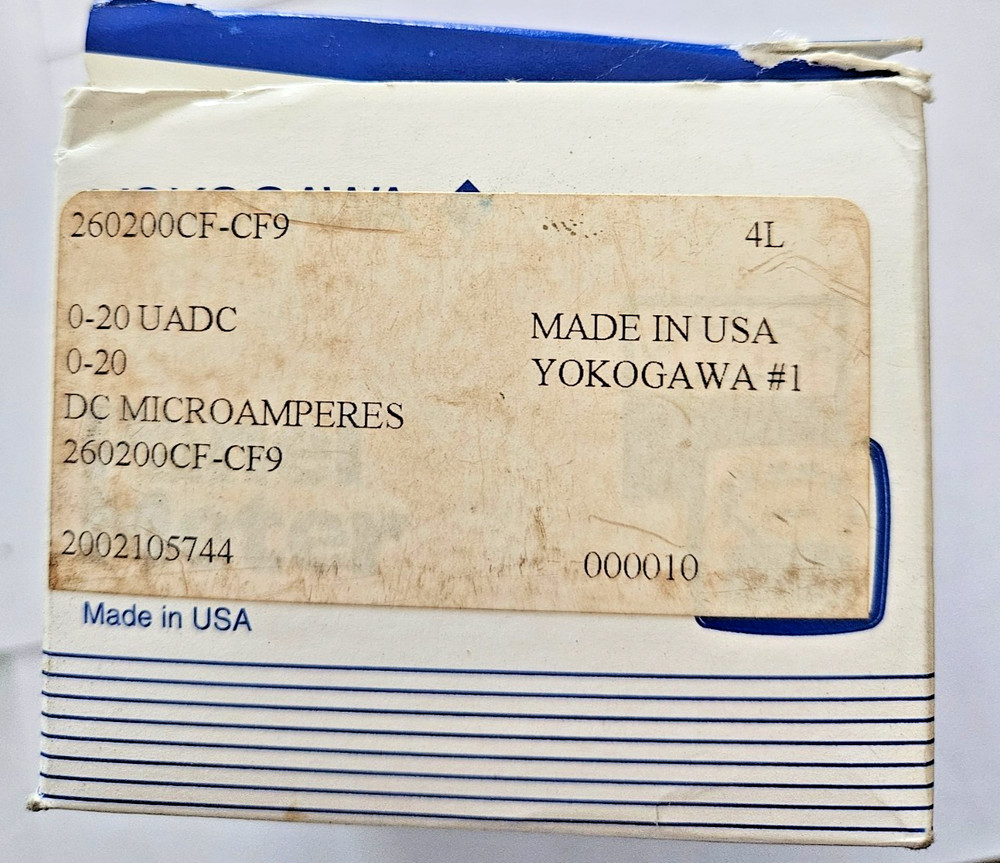 YOKOGAWA
260200CF-CF9
4L
0-20 UADC
0-20
DC MICROAMPERES
260200CF-CF9
MADE IN USA
YOKOGAWA #1
2002105744
000010
Made in USA